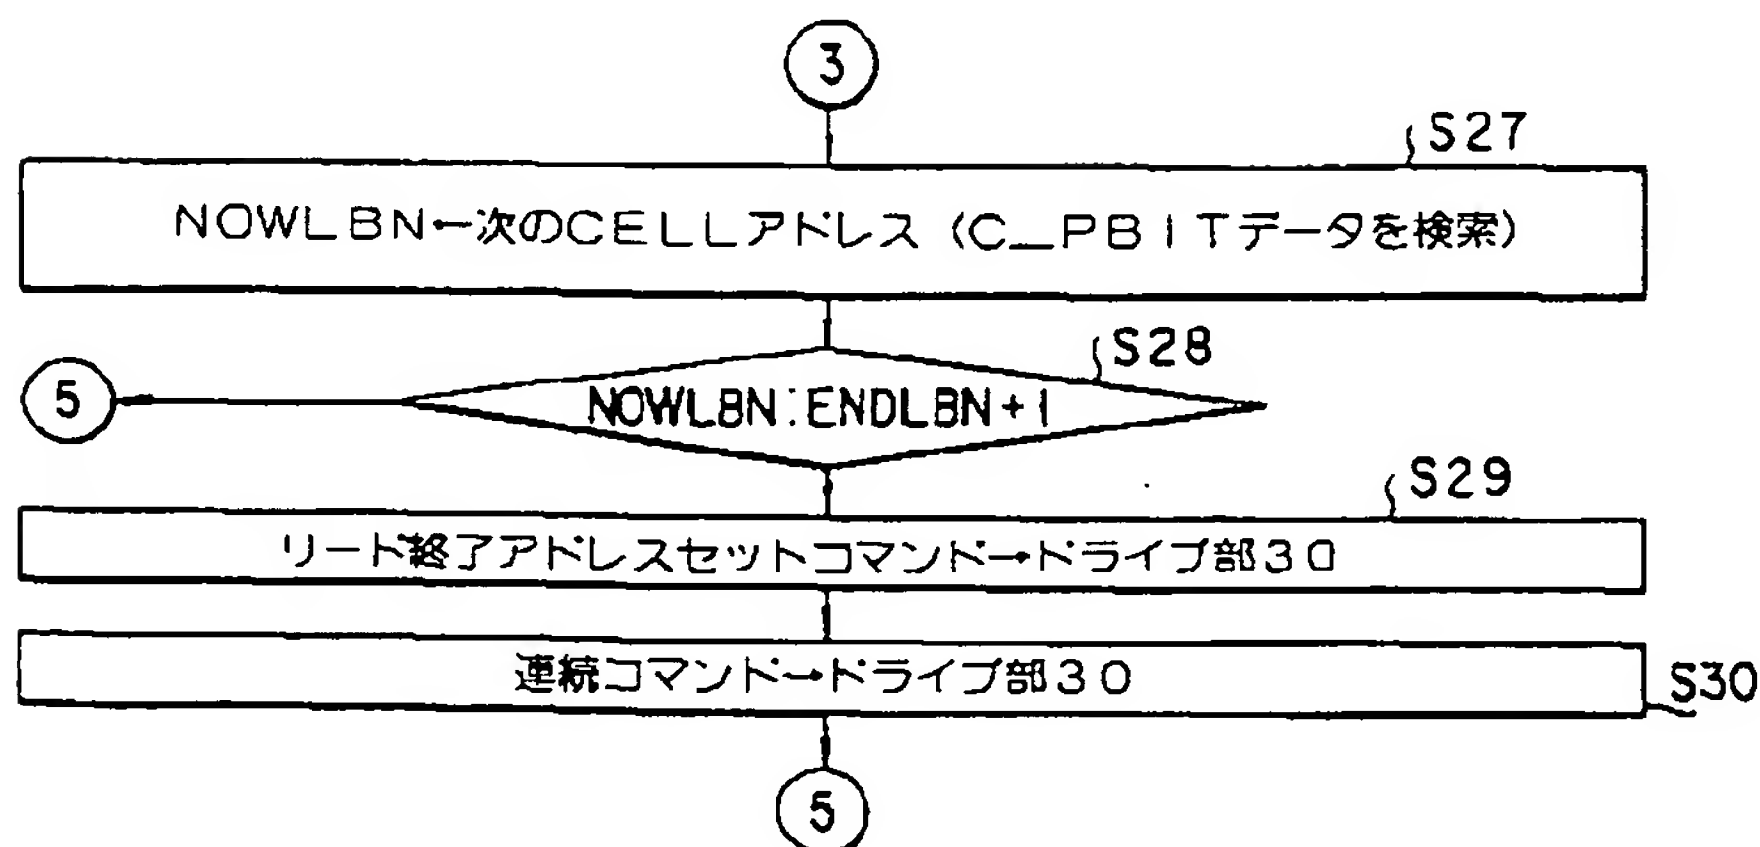 3
S27
NOWLBN←次のCELLアドレス（C_PBITデータを検索）
S28
5
NOWLBN:ENDLBN+1
S29
リード終了アドレスセットコマンド→ドライブ部30
連続コマンド→ドライブ部30
S30
5